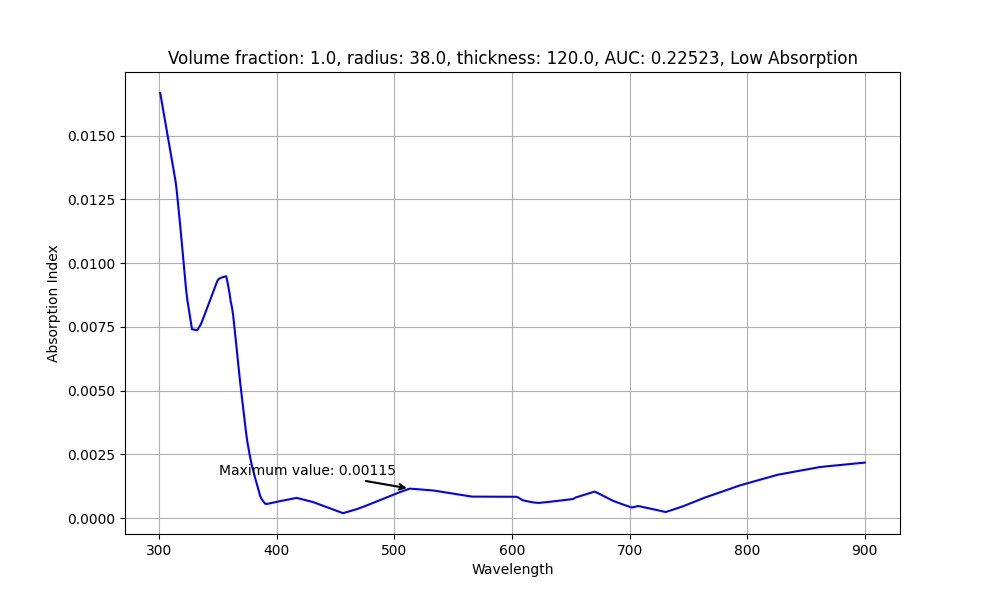 Volume fraction: 1.0, radius: 38.0, thickness: 120.0, AUC: 0.22523, Low Absorption
0.0150
0.0125
0.0100
0.0075
0.0050
0.0025
0.0000
Absorption Index
Maximum value: 0.00115
300 400 500 600 700 800 900
Wavelength